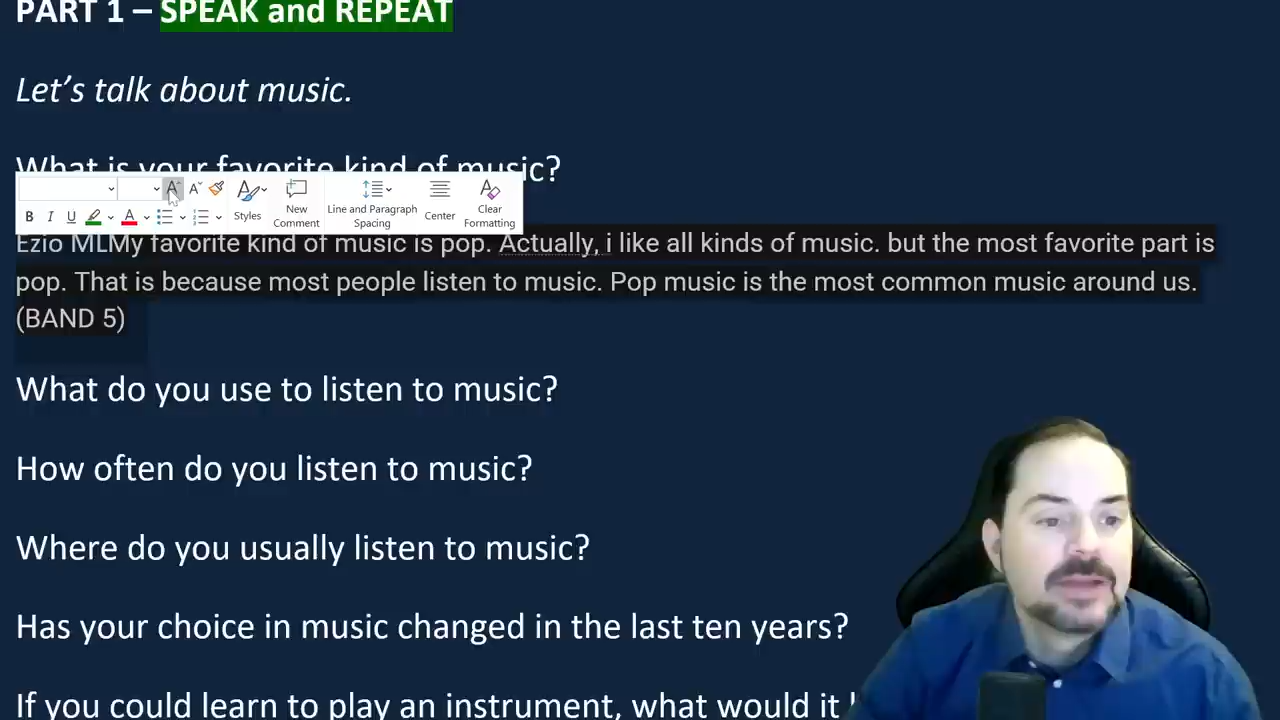 PART 1 – SPEAK and REPEAT
Let's talk about music.
What is your favorite kind of music?
Styles
New
Comment
Line and Paragraph
Spacing
Center
Clear
Formatting
Ezio MLMy favorite kind of music is pop. Actually, i like all kinds of music. but the most favorite part is
pop. That is because most people listen to music. Pop music is the most common music around us.
(BAND 5)
What do you use to listen to music?
How often do you listen to music?
Where do you usually listen to music?
Has your choice in music changed in the last ten years?
If you could learn to play an instrument, what would it